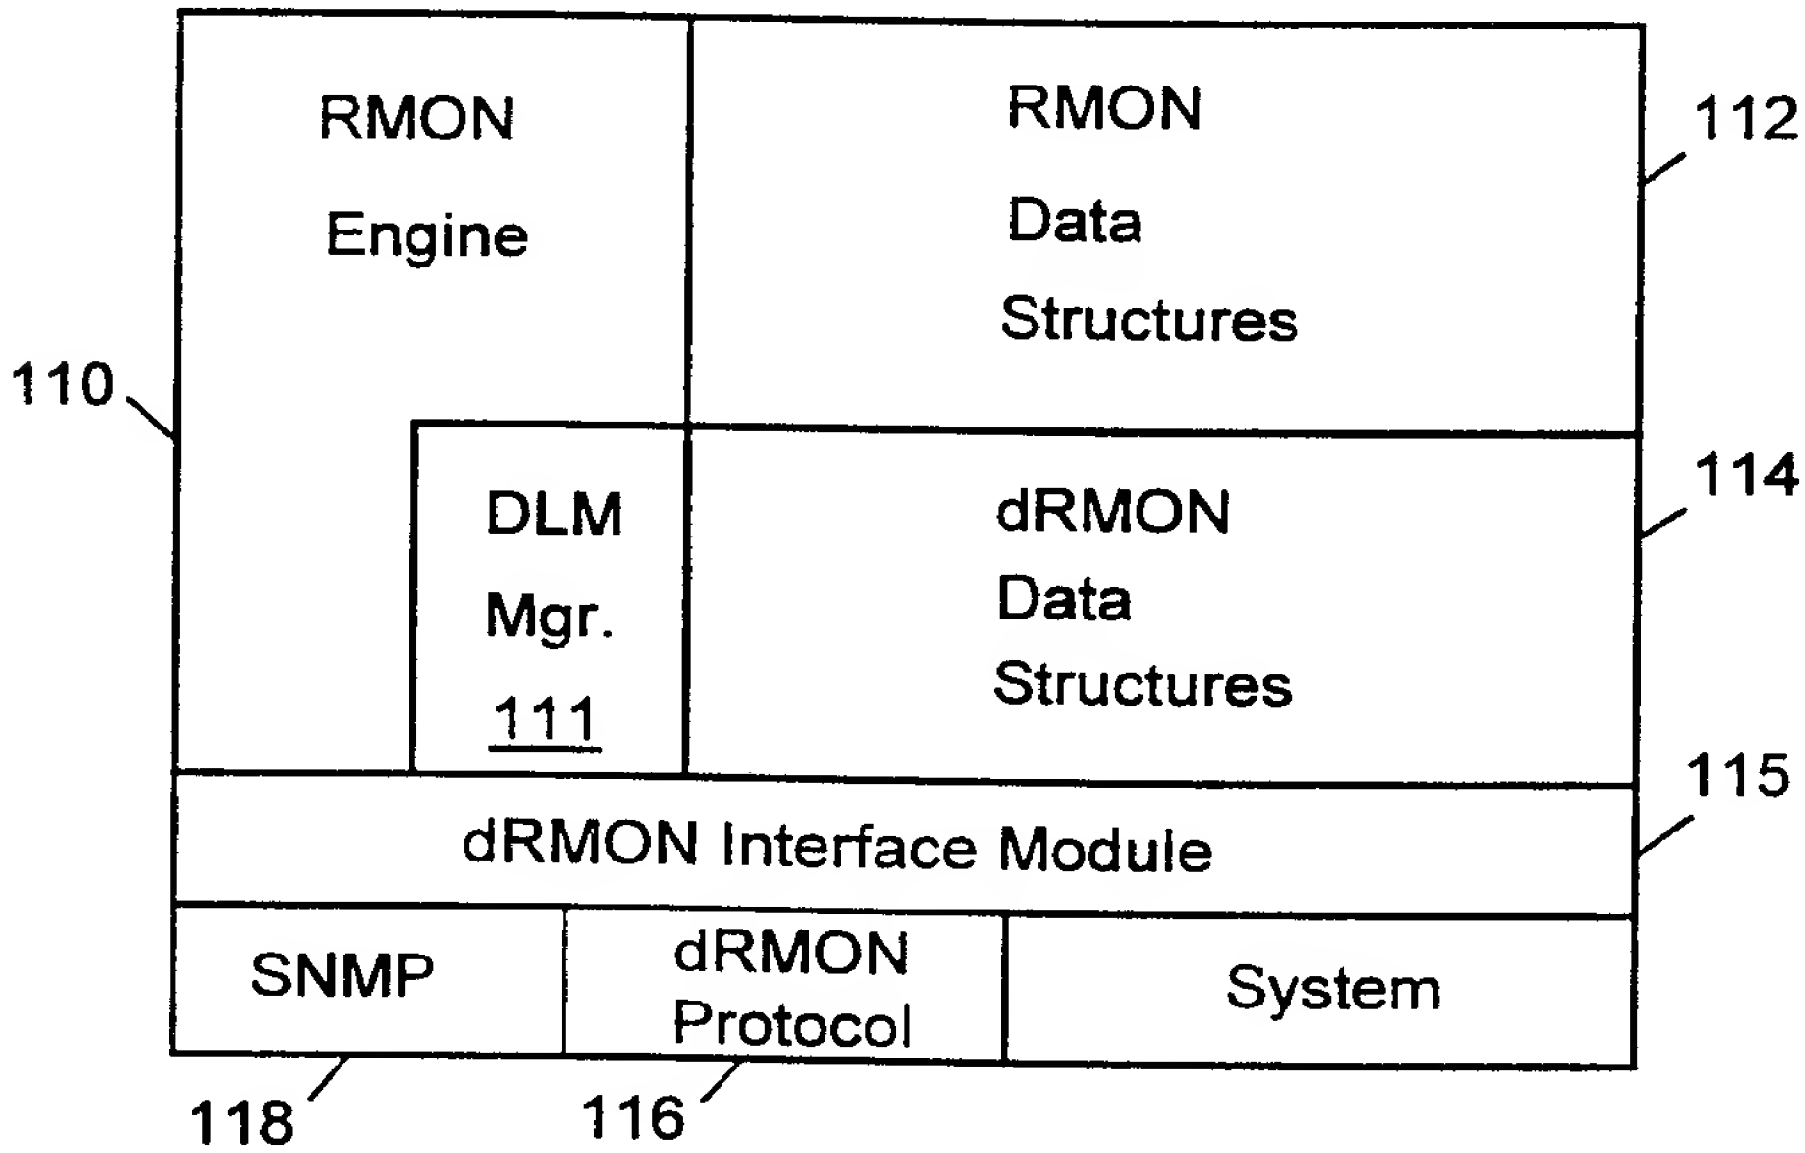 RMON
Engine
RMON
Data
Structures
112
110
DLM
Mgr.
111
dRMON
Data
Structures
114
115
dRMON Interface Module
SNMP
dRMON
Protocol
System
118
116